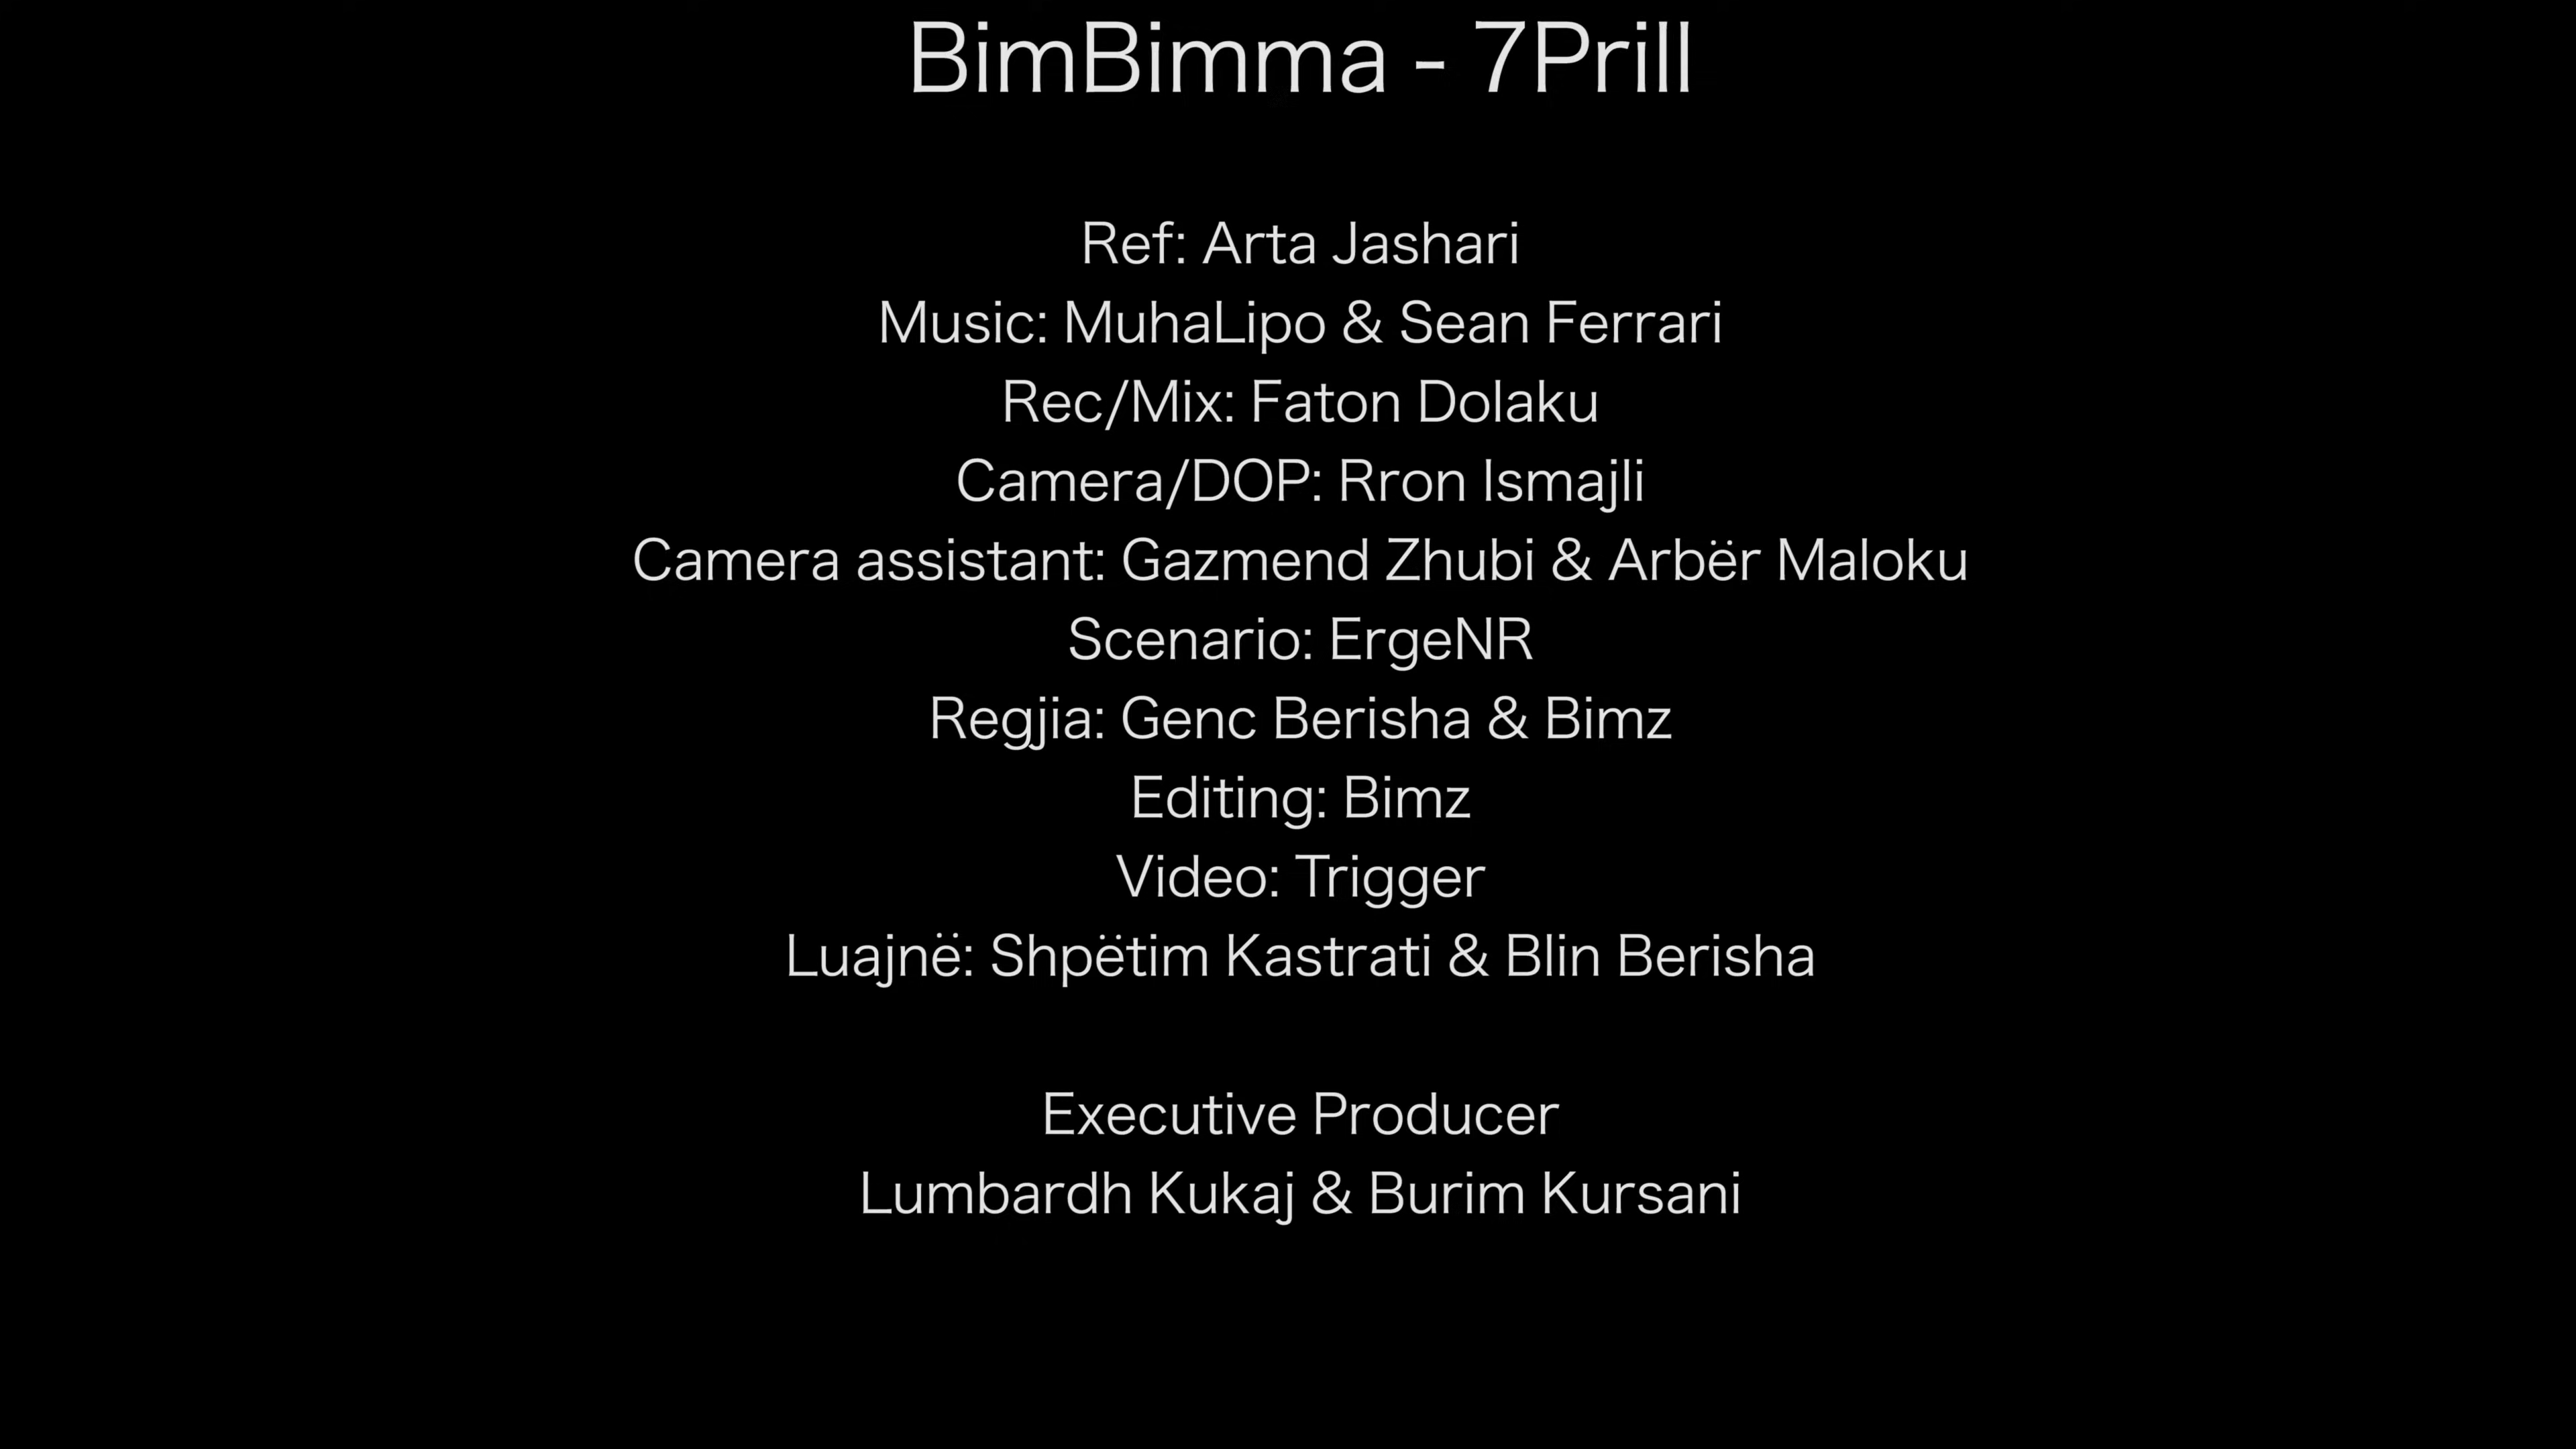 BimBimma - 7Prill
Ref: Arta Jashari
Music: MuhaLipo & Sean Ferrari
Rec/Mix: Faton Dolaku
Camera/DOP: Rron Ismajli
Camera assistant: Gazmend Zhubi & Arbër Maloku
Scenario: ErgeNR
Regjia: Genc Berisha & Bimz
Editing: Bimz
Video: Trigger
Luajnë: Shpëtim Kastrati & Blin Berisha
Executive Producer
Lumbardh Kukaj & Burim Kursani